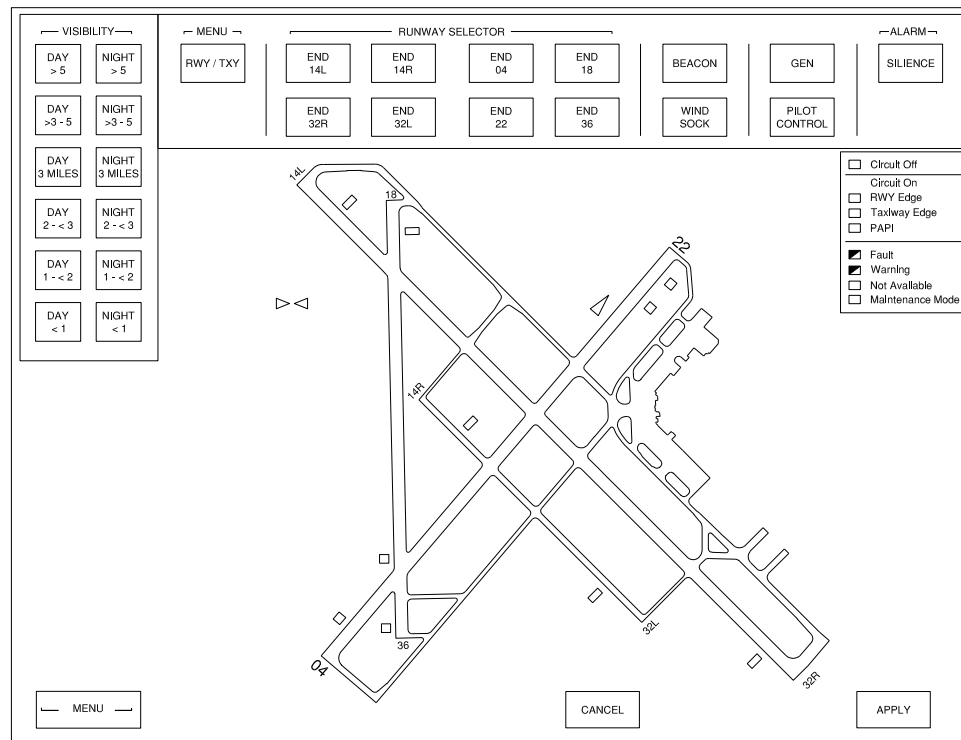 VISIBILITY
DAY
> 5
NIGHT
> 5
DAY
>3 - 5
NIGHT
>3 - 5
DAY
3 MILES
NIGHT
3 MILES
DAY
2 - < 3
NIGHT
2 - < 3
DAY
1 - < 2
NIGHT
1 - < 2
DAY
< 1
NIGHT
< 1
MENU
RWY / TXY
RUNWAY SELECTOR
END
14L
END
14R
END
04
END
18
END
32R
END
32L
END
22
END
36
BEACON
WIND
SOCK
GEN
PILOT
CONTROL
ALARM
SILIENCE
Circuit Off
Circuit On
RWY Edge
Taxiway Edge
PAPI
Fault
Warning
Not Available
Maintenance Mode
14L
18
22
14R
36
04
32L
32R
MENU
CANCEL
APPLY